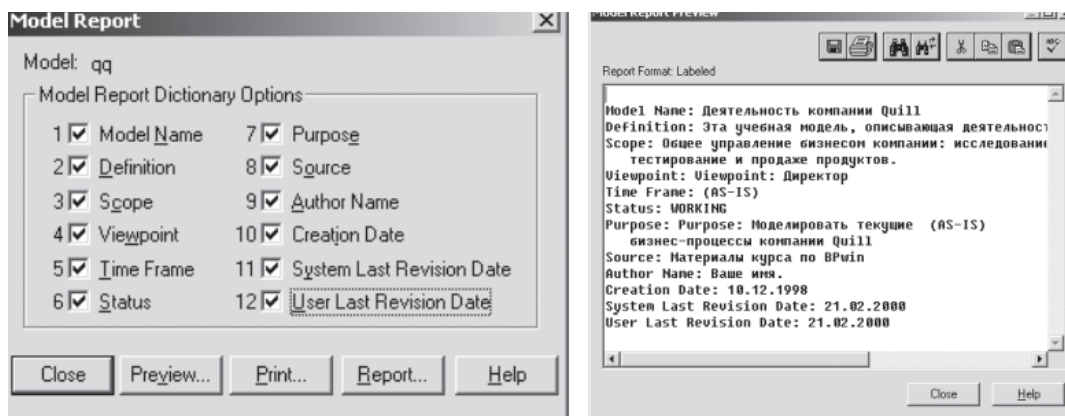 Model Report
Model: qq
Model Report Dictionary Options
1 Model Name
2 Definition
3 Scope
4 Viewpoint
5 Time Frame
6 Status
7 Purpose
8 Source
9 Author Name
10 Creation Date
11 System Last Revision Date
12 User Last Revision Date
Close Preview... Print... Report... Help
Model Report Preview
ABC
Report Format: Labeled
Model Name: Деятельность компании Quill
Definition: Эта учебная модель, описывающая деятельност
Scope: Общее управление бизнесом компании: исследование
тестирование и продаже продуктов.
Viewpoint: Viewpoint: Директор
Time Frame: (AS-IS)
Status: WORKING
Purpose: Purpose: Моделировать текущие (AS-IS)
бизнес-процессы компании Quill
Source: Материалы курса по BPwin
Author Name: Ваше имя.
Creation Date: 10.12.1998
System Last Revision Date: 21.02.2000
User Last Revision Date: 21.02.2000
Close Help